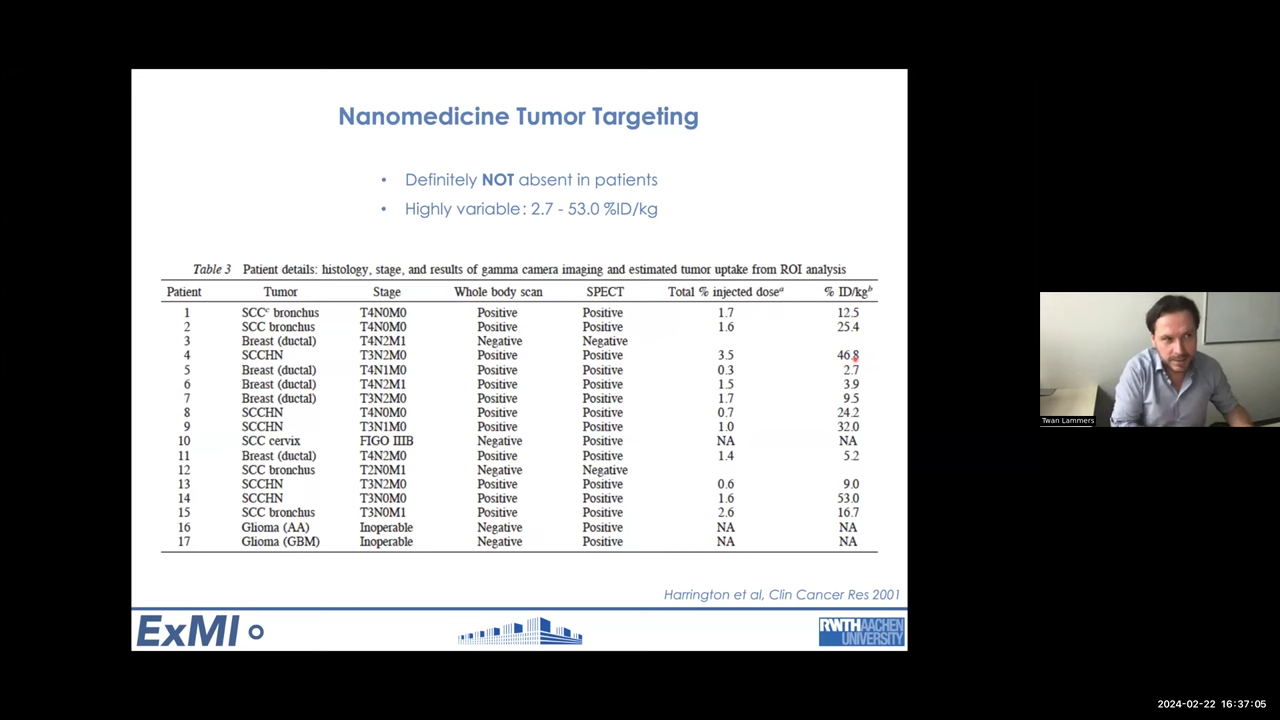 Nanomedicine Tumor Targeting
• Definitely NOT absent in patients
• Highly variable: 2.7 - 53.0 %ID/kg
Table 3 Patient details: histology, stage, and results of gamma camera imaging and estimated tumor uptake from ROI analysis
Patient Tumor Stage Whole body scan SPECT Total % injected doseᵃ % ID/kgᵇ
1 SCCᶜ bronchus T4N0M0 Positive Positive 1.7 12.5
2 SCC bronchus T4N0M0 Positive Positive 1.6 25.4
3 Breast (ductal) T4N2M1 Negative Negative
4 SCCHN T3N2M0 Positive Positive 3.5 46.8
5 Breast (ductal) T4N1M0 Positive Positive 0.3 2.7
6 Breast (ductal) T4N2M1 Positive Positive 1.5 3.9
7 Breast (ductal) T3N2M0 Positive Positive 1.7 9.5
8 SCCHN T4N0M0 Positive Positive 0.7 24.2
9 SCCHN T3N1M0 Positive Positive 1.0 32.0
10 SCC cervix FIGO IIIB Negative Positive NA NA
11 Breast (ductal) T4N2M0 Positive Positive 1.4 5.2
12 SCC bronchus T2N0M1 Negative Negative
13 SCCHN T3N2M0 Positive Positive 0.6 9.0
14 SCCHN T3N0M0 Positive Positive 1.6 53.0
15 SCC bronchus T3N0M1 Positive Positive 2.6 16.7
16 Glioma (AA) Inoperable Negative Positive NA NA
17 Glioma (GBM) Inoperable Negative Positive NA NA
Harrington et al, Clin Cancer Res 2001
ExMI
RWTH AACHEN
UNIVERSITY
Twan Lammers
2024-02-22 16:37:05